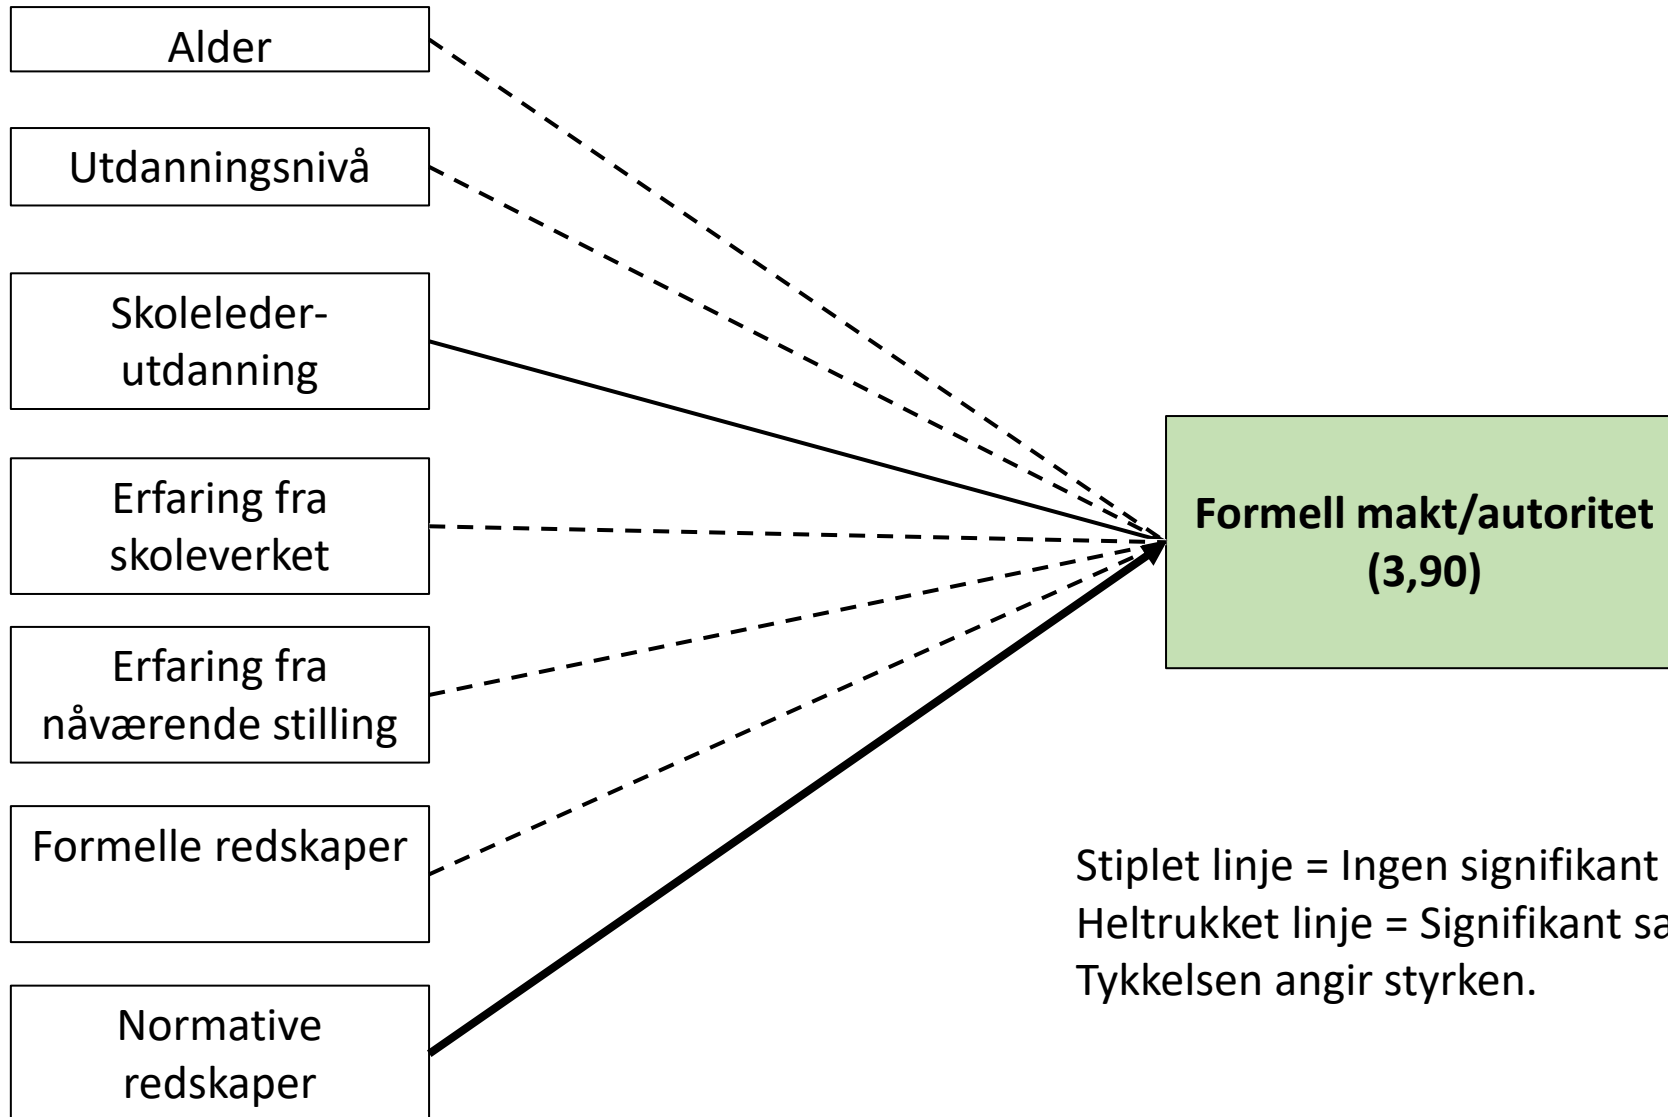 Alder
Utdanningsnivå
Skoleleder-
utdanning
Erfaring fra
skoleverket
Erfaring fra
nåværende stilling
Formelle redskaper
Normative
redskaper
Formell makt/autoritet
(3,90)
Stiplet linje = Ingen signifikant
Heltrukket linje = Signifikant
Tykkelsen angir styrken.